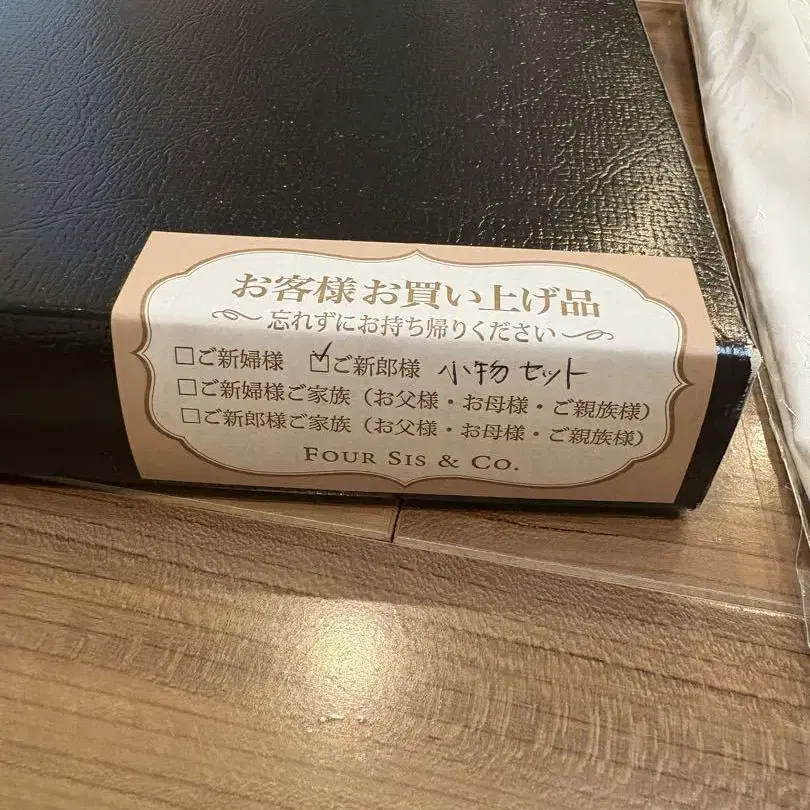 お客様お買い上げ品
忘れずにお持ち帰りください
□ご新婦様 ☑ご新郎様 小物セット
□ご新婦様ご家族（お父様・お母様・ご親族様）
□ご新郎様ご家族（お父様・お母様・ご親族様）
FOUR SIS & CO.